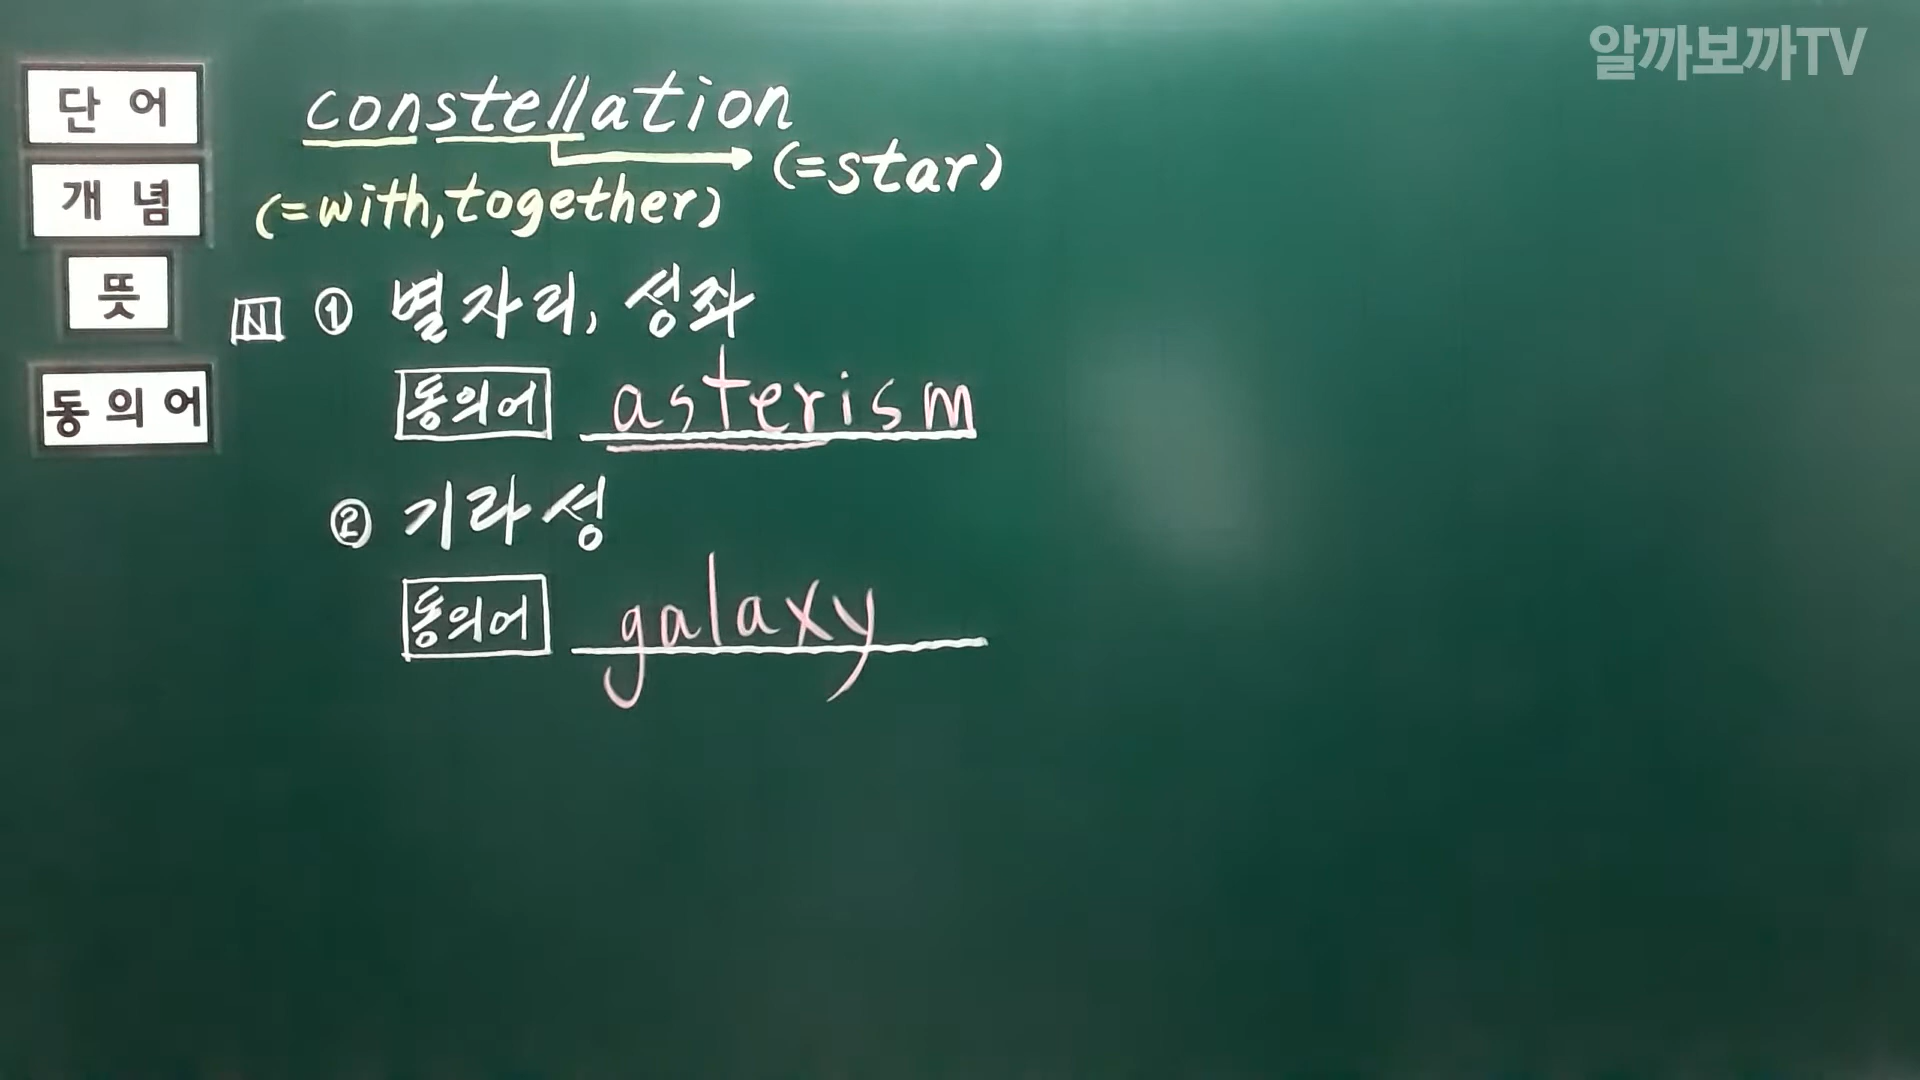 알까보까TV
단어 constellation
(=star)
개념 (=with, together)
뜻 N ① 별자리, 성좌
동의어 동의어 asterism
② 기라성
동의어 galaxy